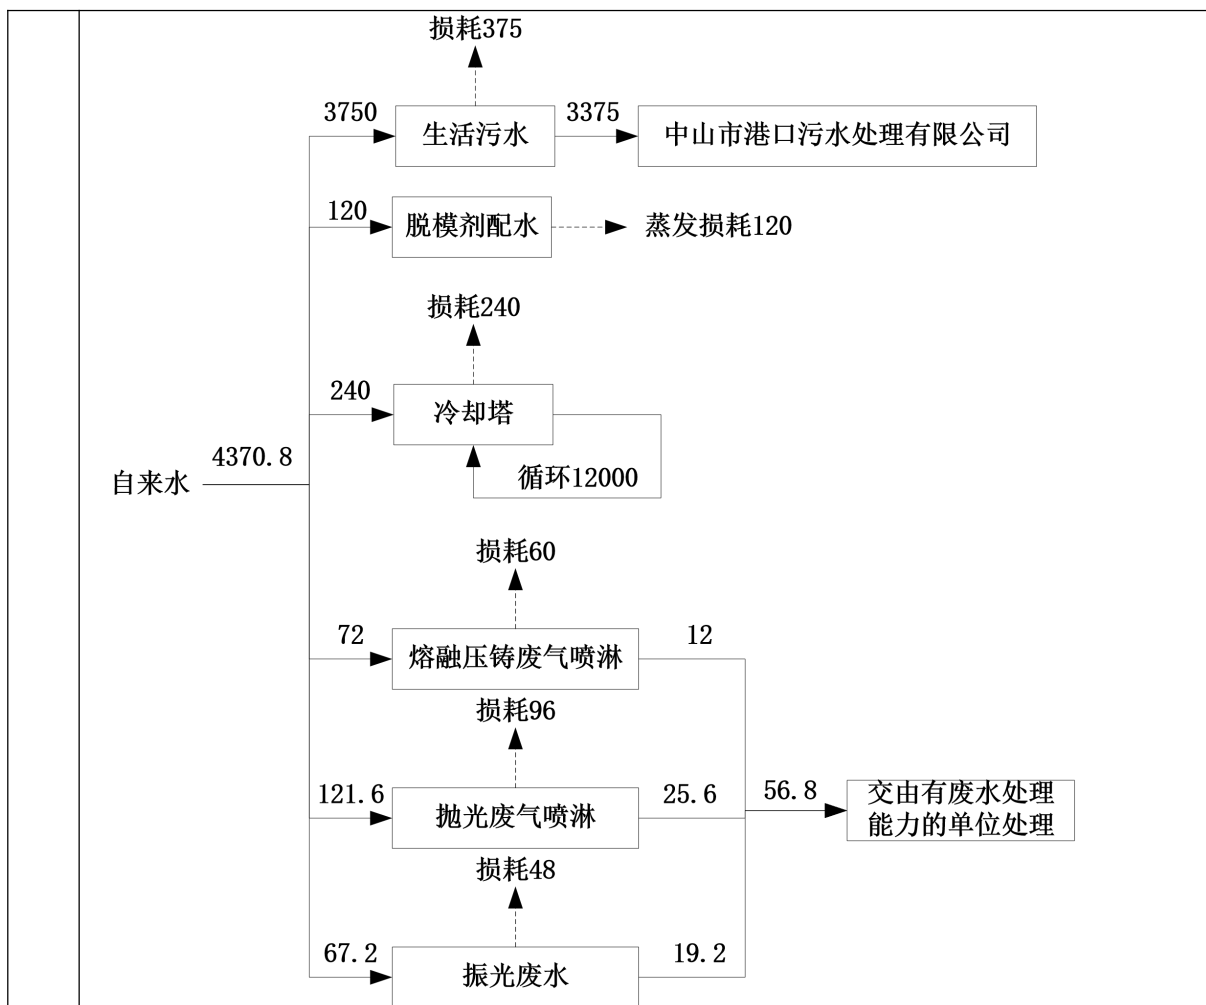 损耗375
3750
生活污水
3375
中山市港口污水处理有限公司
120
脱模剂配水
蒸发损耗120
损耗240
240
冷却塔
循环12000
自来水
4370.8
损耗60
72
熔融压铸废气喷淋
12
损耗96
121.6
抛光废气喷淋
25.6
56.8
交由有废水处理
能力的单位处理
损耗48
67.2
振光废水
19.2